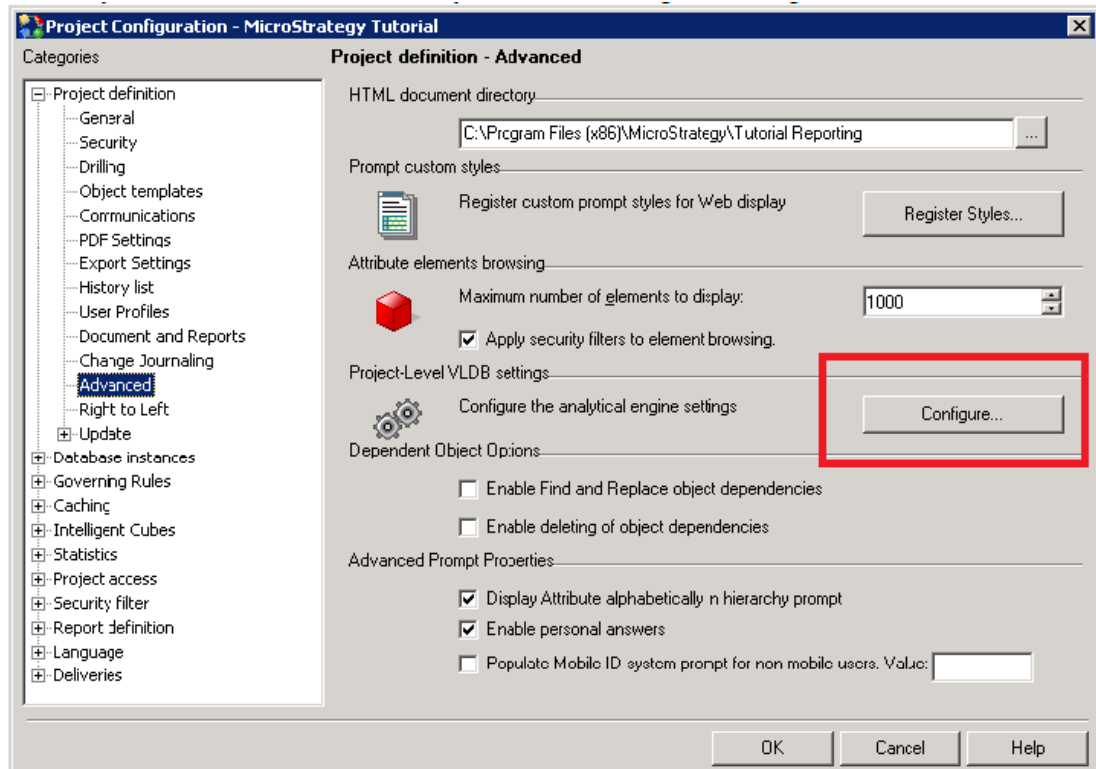 Project Configuration - MicroStrategy Tutorial
Categories
Project definition - Advanced
Project definition
General
Security
Drilling
Object templates
Communications
PDF Settings
Export Settings
History list
User Profiles
Document and Reports
Change Journaling
Advanced
Right to Left
Update
Database instances
Governing Rules
Caching
Intelligent Cubes
Statistics
Project access
Security filter
Report definition
Language
Deliveries
HTML document directory
C:\Program Files (x86)\MicroStrategy\Tutorial Reporting
...
Prompt custom styles
Register custom prompt styles for Web display
Register Styles...
Attribute elements browsing
Maximum number of elements to display:
1000
Apply security filters to element browsing.
Project-Level VLDB settings
Configure the analytical engine settings
Configure...
Dependent Object Options
Enable Find and Replace object dependencies
Enable deleting of object dependencies
Advanced Prompt Properties
Display Attribute alphabetically n hierarchy prompt
Enable personal answers
Populate Mobile ID system prompt for non mobile users. Value:
OK
Cancel
Help